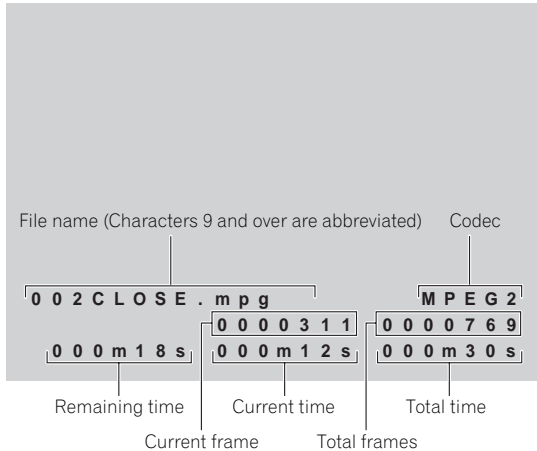 File name (Characters 9 and over are abbreviated) Codec
002CLOSE.mpg MPEG2
0000311 0000769
000m18s 000m12s 000m30s
Remaining time Current time Total time
Current frame Total frames